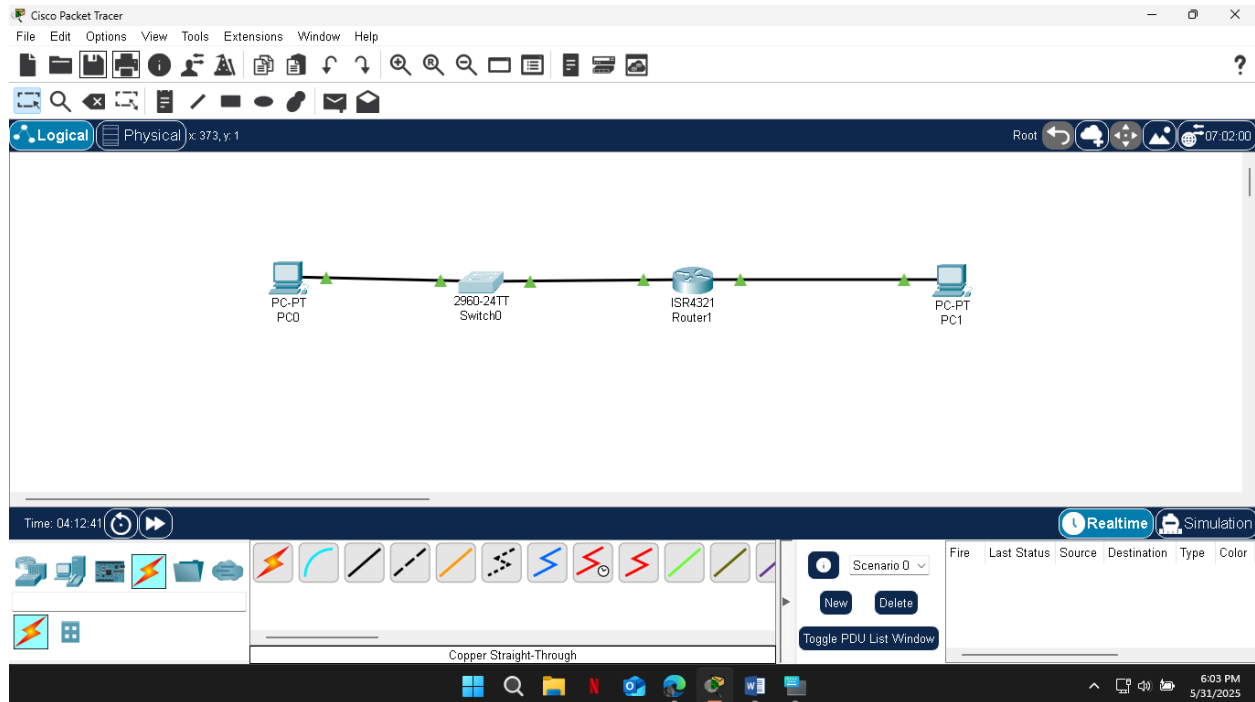 Cisco Packet Tracer
File Edit Options View Tools Extensions Window Help
?
Logical Physical x: 373, y: 1 Root 07:02:00
PC-PT
PC0
2960-24TT
Switch0
ISR4321
Router1
PC-PT
PC1
Time: 04:12:41 Realtime Simulation
Scenario 0
New Delete
Toggle PDU List Window
Fire Last Status Source Destination Type Color
Copper Straight-Through
6:03 PM
5/31/2025